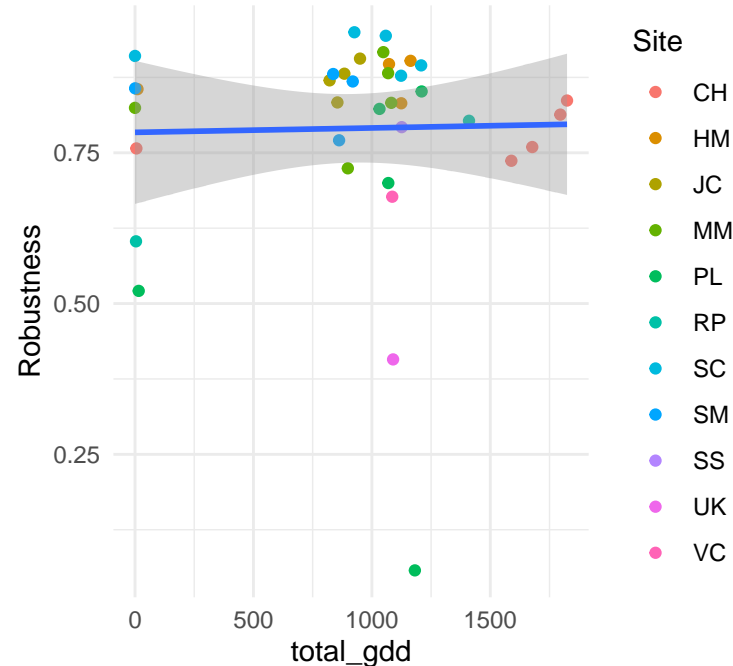 Robustness
0.75
0.50
0.25
0
500
1000
1500
total_gdd
Site
CH
HM
JC
MM
PL
RP
SC
SM
SS
UK
VC